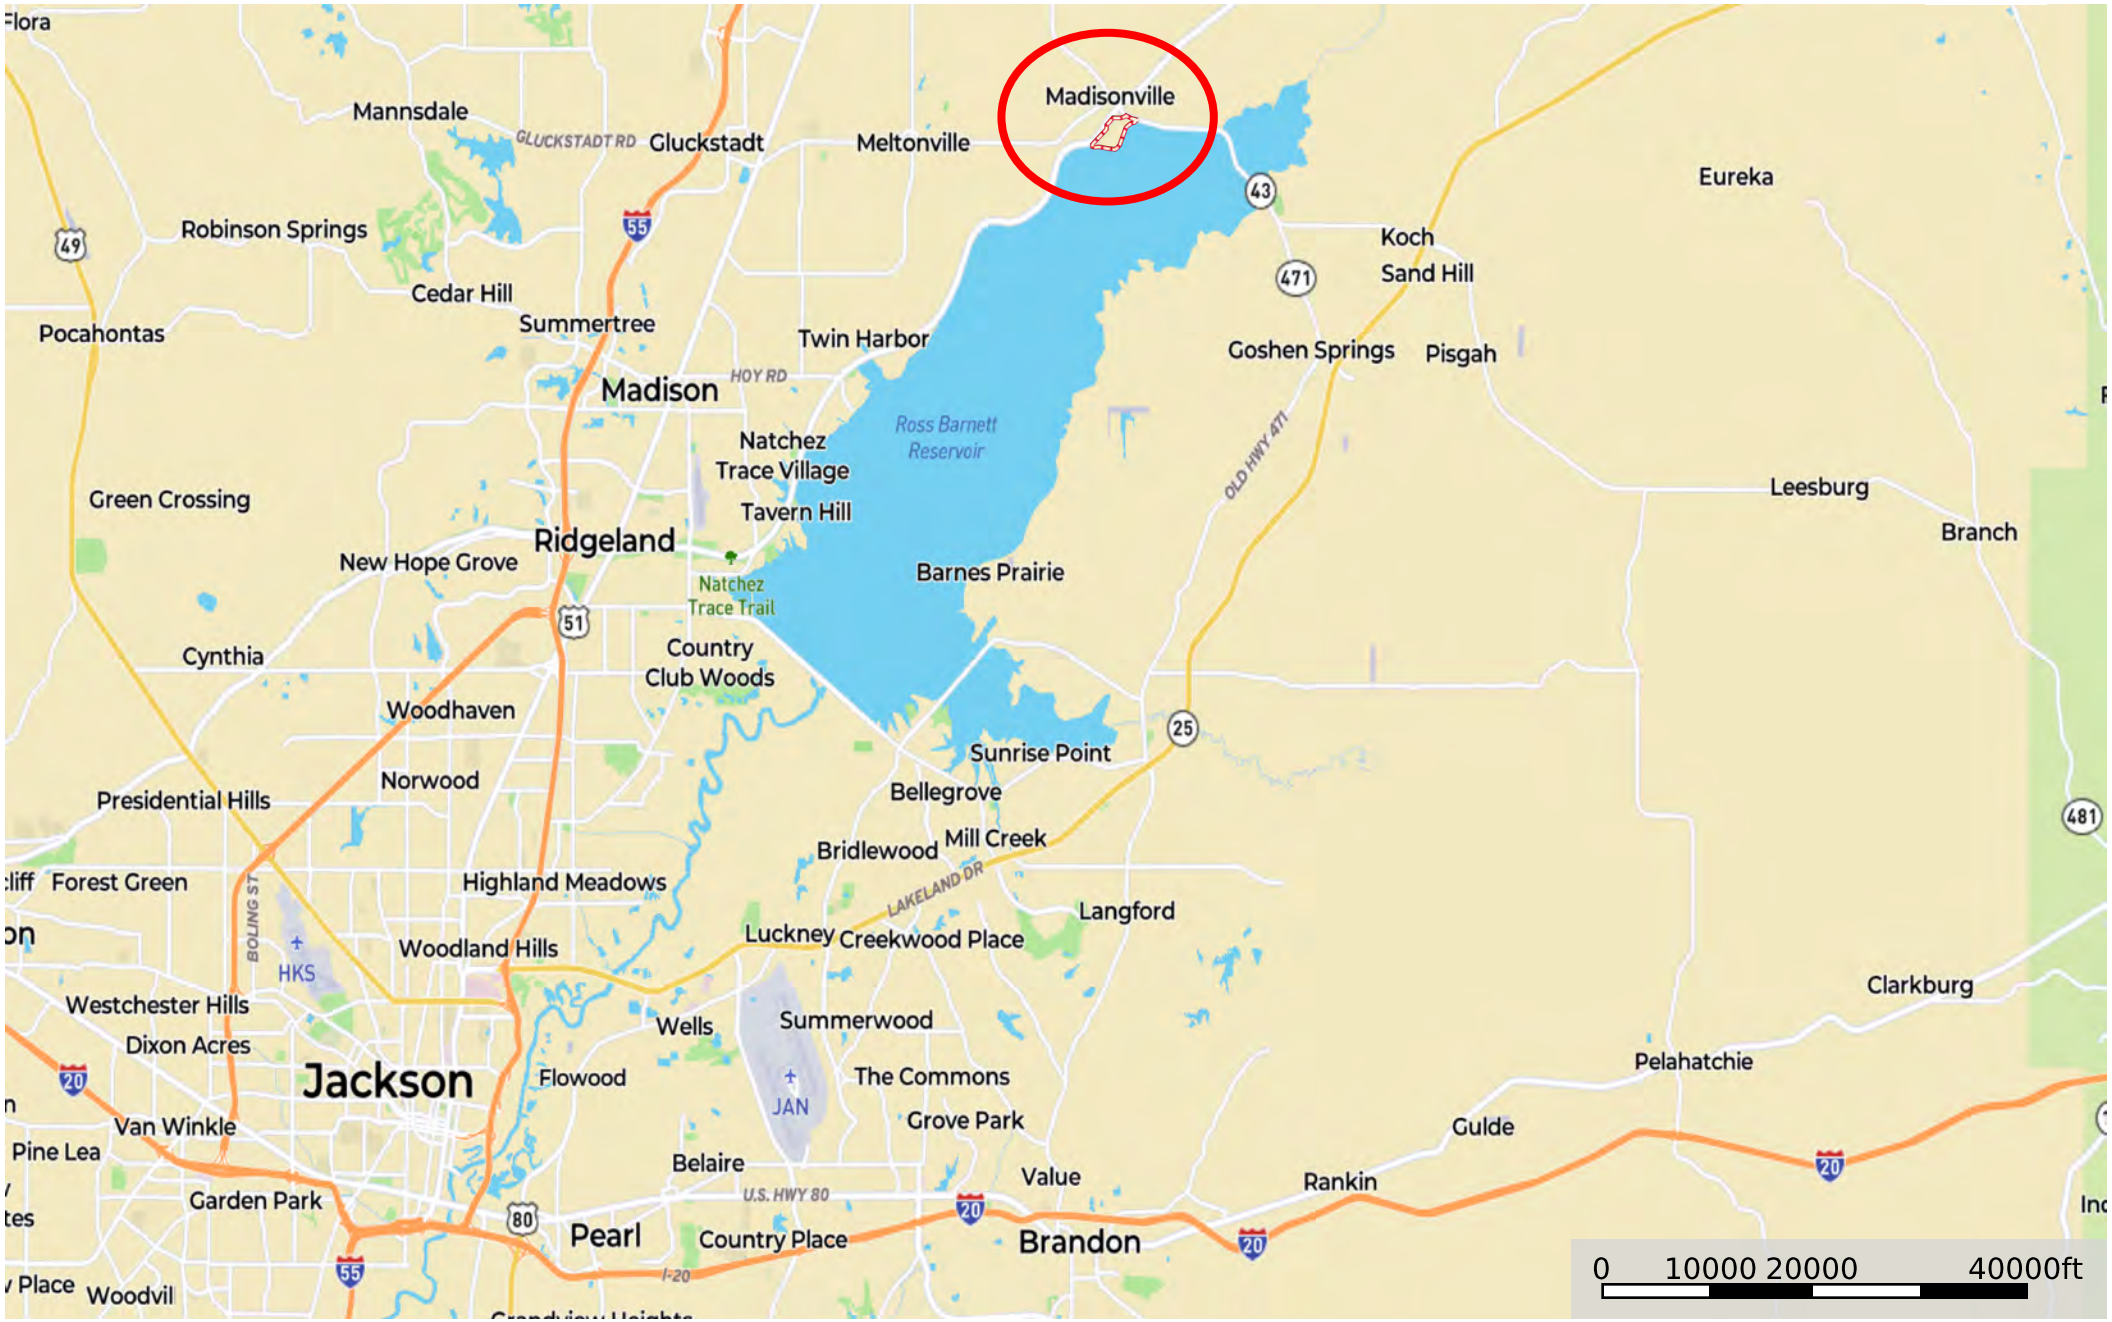 Flora
Madisonville
Mannsdale
GLUCKSTADT RD
Gluckstadt
Meltonville
Eureka
43
49
Robinson Springs
55
Koch
Sand Hill
471
Cedar Hill
Summertree
Pocahontas
Twin Harbor
Goshen Springs
Pisgah
HOY RD
Madison
Ross Barnett
Reservoir
Natchez
Trace Village
OLD HWY 471
Green Crossing
Leesburg
Tavern Hill
Branch
Ridgeland
New Hope Grove
Barnes Prairie
Natchez
Trace Trail
51
Cynthia
Country
Club Woods
Woodhaven
25
Sunrise Point
Norwood
Presidential Hills
Bellegrove
481
Bridlewood
Mill Creek
cliff
Forest Green
Highland Meadows
LAKELAND DR
BOLING ST
Langford
on
Luckney
Creekwood Place
Woodland Hills
HKS
Clarkburg
Westchester Hills
Wells
Summerwood
Dixon Acres
Pelahatchie
20
Jackson
Flowood
The Commons
JAN
Grove Park
Van Winkle
Gulde
Pine Lea
Belaire
20
Value
Rankin
U.S. HWY 80
Garden Park
tes
80
20
Pearl
Country Place
Brandon
20
55
I-20
v Place
Woodvil
Grandview Heights
0 10000 20000 40000ft